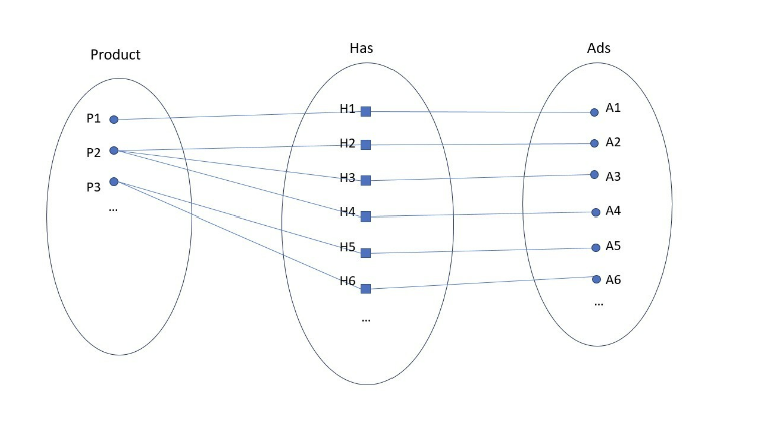 Product
Has
Ads
P1
P2
P3
...
H1
H2
H3
H4
H5
H6
...
A1
A2
A3
A4
A5
A6
...